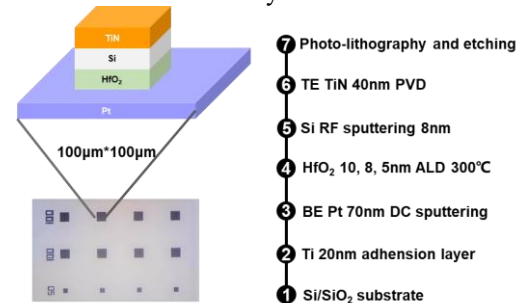 TiN
Si
HfO₂
Pt
100μm*100μm
7 Photo-lithography and etching
6 TE TiN 40nm PVD
5 Si RF sputtering 8nm
4 HfO₂ 10, 8, 5nm ALD 300℃
3 BE Pt 70nm DC sputtering
2 Ti 20nm adhension layer
1 Si/SiO₂ substrate